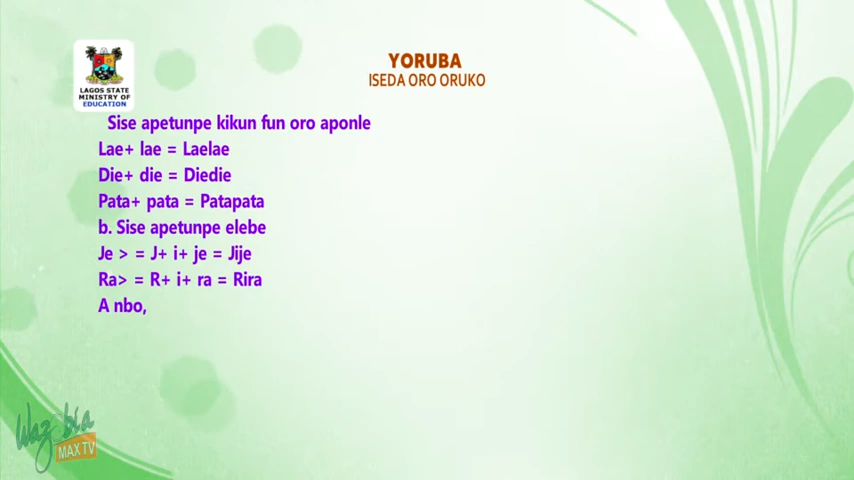 YORUBA
ISEDA ORO ORUKO
LAGOS STATE
MINISTRY OF
EDUCATION
Sise apetunpe kikun fun oro aponle
Lae+ lae = Laelae
Die+ die = Diedie
Pata+ pata = Patapata
b. Sise apetunpe elebe
Je > = J+ i+ je = Jije
Ra> = R+ i+ ra = Rira
A nbo,
Wazobia
MAX TV